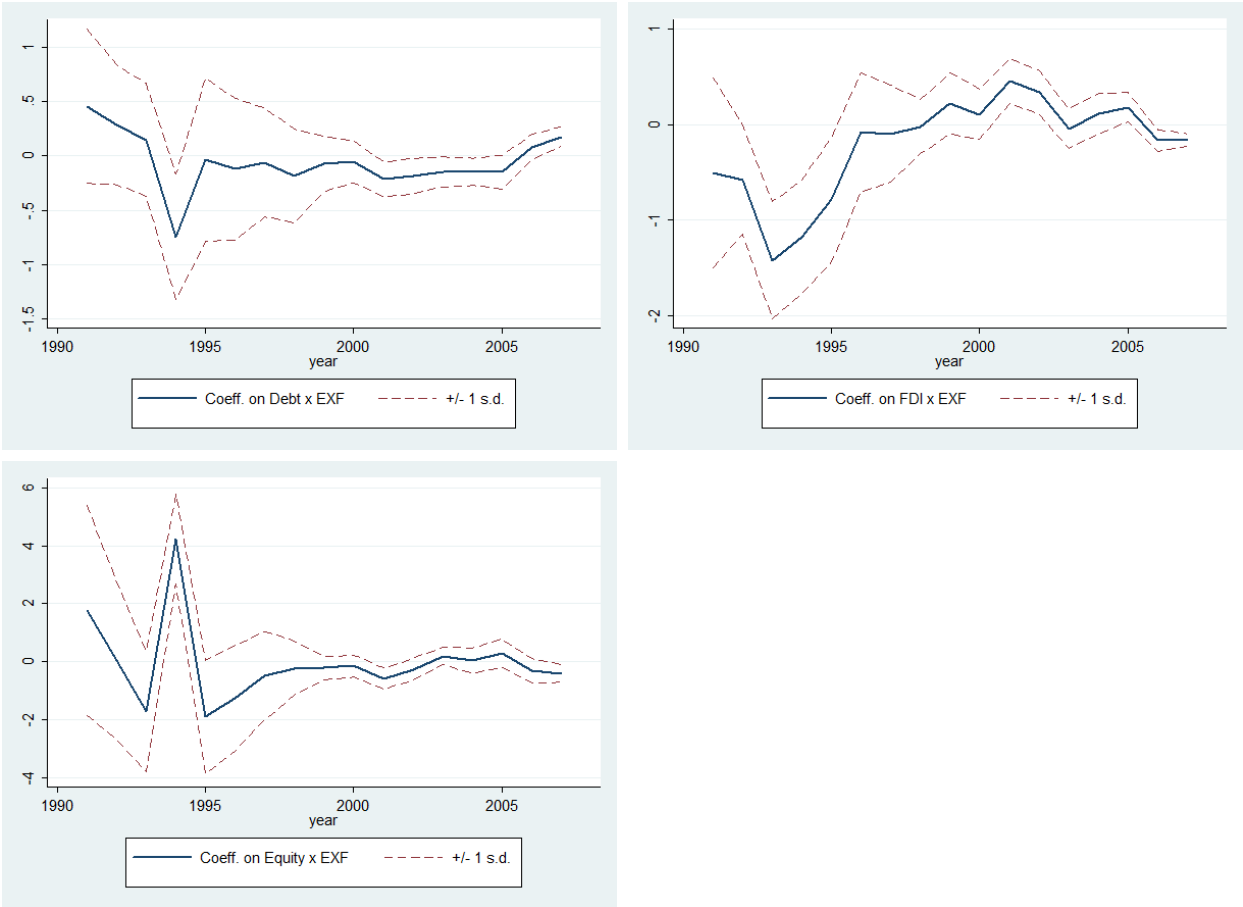 1
.5
0
-.5
-1
-1.5
1990 1995 2000 2005
year
Coeff. on Debt x EXF +/- 1 s.d.
1
0
-1
-2
1990 1995 2000 2005
year
Coeff. on FDI x EXF +/- 1 s.d.
6
4
2
0
-2
-4
1990 1995 2000 2005
year
Coeff. on Equity x EXF +/- 1 s.d.